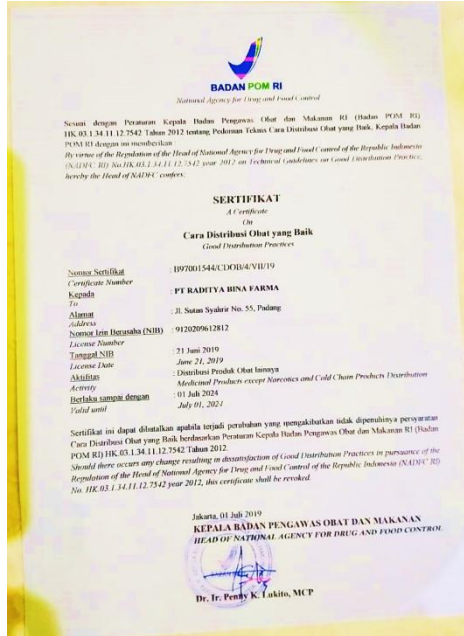 BADAN POM RI
National Agency for Drug and Food Control
Sesuai dengan Peraturan Kepala Badan Pengawas Obat dan Makanan RI (Badan POM RI)
HK.03.1.34.11.12.7542 Tahun 2012 tentang Pedoman Teknis Cara Distribusi Obat yang Baik, Kepala Badan
POM RI dengan ini memberikan
By virtue of the Regulation of the Head of National Agency for Drug and Food Control of the Republic Indonesia
(NADFC RI) No.HK.03.1.34.11.12.7542 year 2012 on Technical Guidelines on Good Distribution Practice,
hereby the Head of NADFC confers:
SERTIFIKAT
A Certificate
On
Cara Distribusi Obat yang Baik
Good Distribution Practices
Nomor Sertifikat : B97001544/CDOB/4/VII/19
Certificate Number
Kepada : PT RADITYA BINA FARMA
To
Alamat : Jl. Sutan Syahrir No. 55, Padang
Address
Nomor Izin Berusaha (NIB) : 9120209612812
License Number
Tanggal NIB : 21 Juni 2019
License Date June 21, 2019
Aktifitas : Distribusi Produk Obat lainnya
Activity Medicinal Products except Narcotics and Cold Chain Products Distribution
Berlaku sampai dengan : 01 Juli 2024
Valid until July 01, 2024
Sertifikat ini dapat dibatalkan apabila terjadi perubahan yang mengakibatkan tidak dipenuhinya persyaratan
Cara Distribusi Obat yang Baik berdasarkan Peraturan Kepala Badan Pengawas Obat dan Makanan RI (Badan
POM RI) HK.03.1.34.11.12.7542 Tahun 2012.
Should there occurs any change resulting in dissatisfaction of Good Distribution Practices in pursuance of the
Regulation of the Head of National Agency for Drug and Food Control of the Republic Indonesia (NADFC RI)
No. HK.03.1.34.11.12.7542 year 2012, this certificate shall be revoked.
Jakarta, 01 Juli 2019
KEPALA BADAN PENGAWAS OBAT DAN MAKANAN
HEAD OF NATIONAL AGENCY FOR DRUG AND FOOD CONTROL
Dr. Ir. Penny K. Lukito, MCP